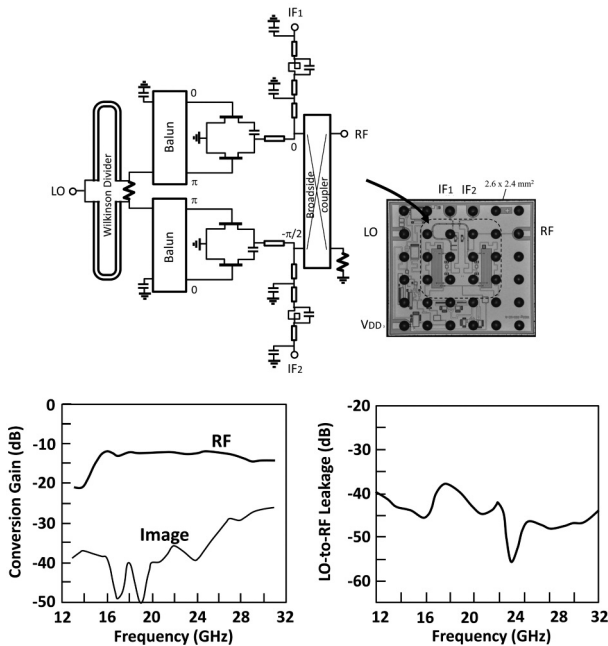 IF1
0
Balun
π
0
RF
LO
Wilkinson Divider
Broadside
coupler
π
Balun
0
-π/2
IF2
IF1 IF2
2.6 x 2.4 mm²
LO
RF
VDD
0
-10
-20
-30
-40
-50
Conversion Gain (dB)
RF
Image
12 16 20 24 28 32
Frequency (GHz)
-20
-30
-40
-50
-60
LO-to-RF Leakage (dB)
12 16 20 24 28 32
Frequency (GHz)